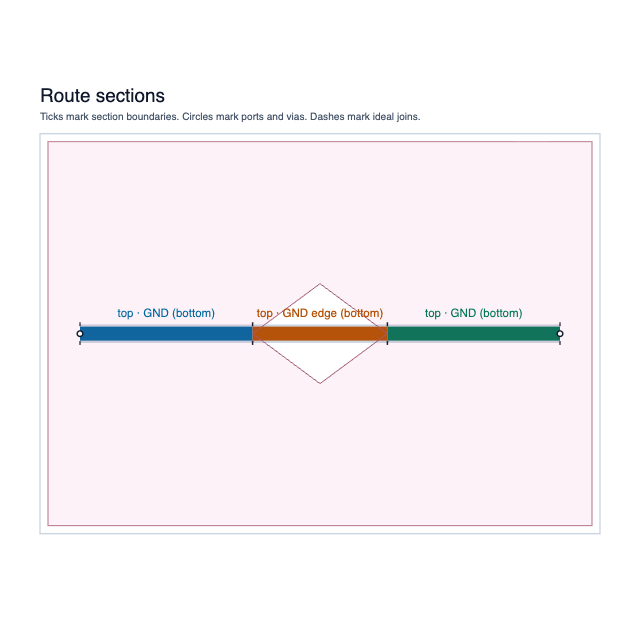 Route sections
Ticks mark section boundaries. Circles mark ports and vias. Dashes mark ideal joins.
top · GND (bottom) top · GND edge (bottom) top · GND (bottom)